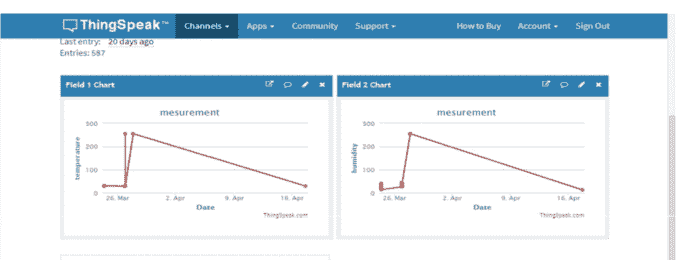 ThingSpeak™ Channels Apps Community Support How to Buy Account Sign Out
Last entry: 20 days ago
Entries: 587
Field 1 Chart
mesurement
temperature
300
200
100
0
26. Mar 2. Apr 9. Apr 16. Apr
Date
ThingSpeak.com
Field 2 Chart
mesurement
humidity
300
200
100
0
26. Mar 2. Apr 9. Apr 16. Apr
Date
ThingSpeak.com